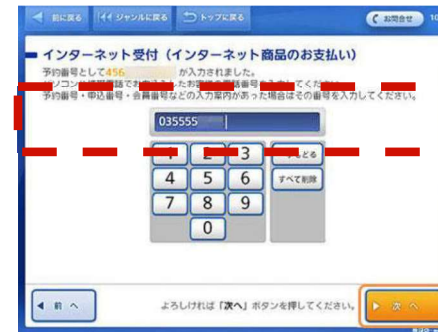 前に戻る
ジャンルに戻る
トップに戻る
お問合せ
インターネット受付（インターネット商品のお支払い）
予約番号として456 が入力されました。
予約番号・申込番号・会員番号などの入力案内があった場合はその番号を入力してください。
035555
1 2 3
4 5 6 すべて削除
7 8 9
0
前 へ
よろしければ「次へ」ボタンを押してください。
次 へ